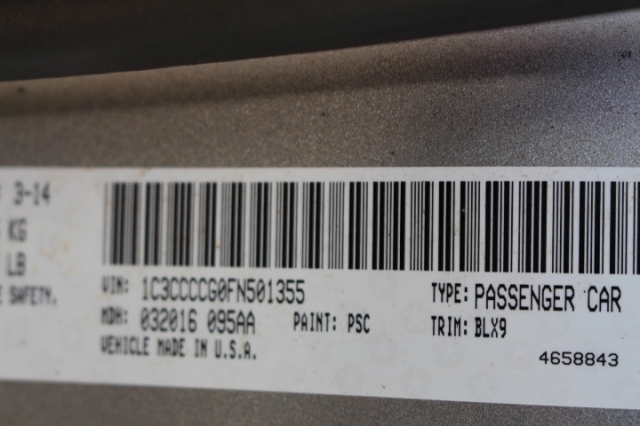 3-14
KG
LB
SAFETY.
VIN: 1C3CCCCG0FN501355 TYPE: PASSENGER CAR
MDH: 032016 095AA PAINT: PSC TRIM: BLX9
VEHICLE MADE IN U.S.A. 4658843